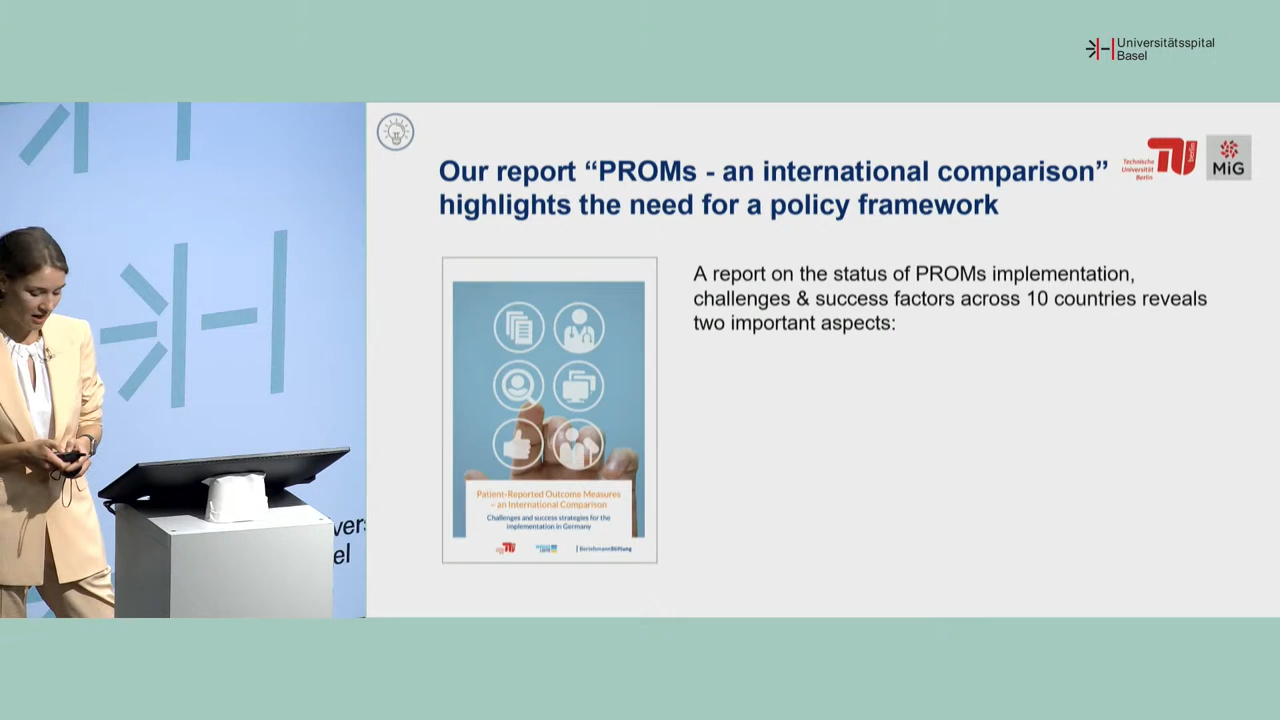 Universitätsspital
Basel
Our report “PROMs - an international comparison”
highlights the need for a policy framework
Technische
Universität
Berlin
berlin
MiG
A report on the status of PROMs implementation,
challenges & success factors across 10 countries reveals
two important aspects:
Patient-Reported Outcome Measures
– an International Comparison
Challenges and success strategies for the
implementation in Germany
BertelsmannStiftung
el